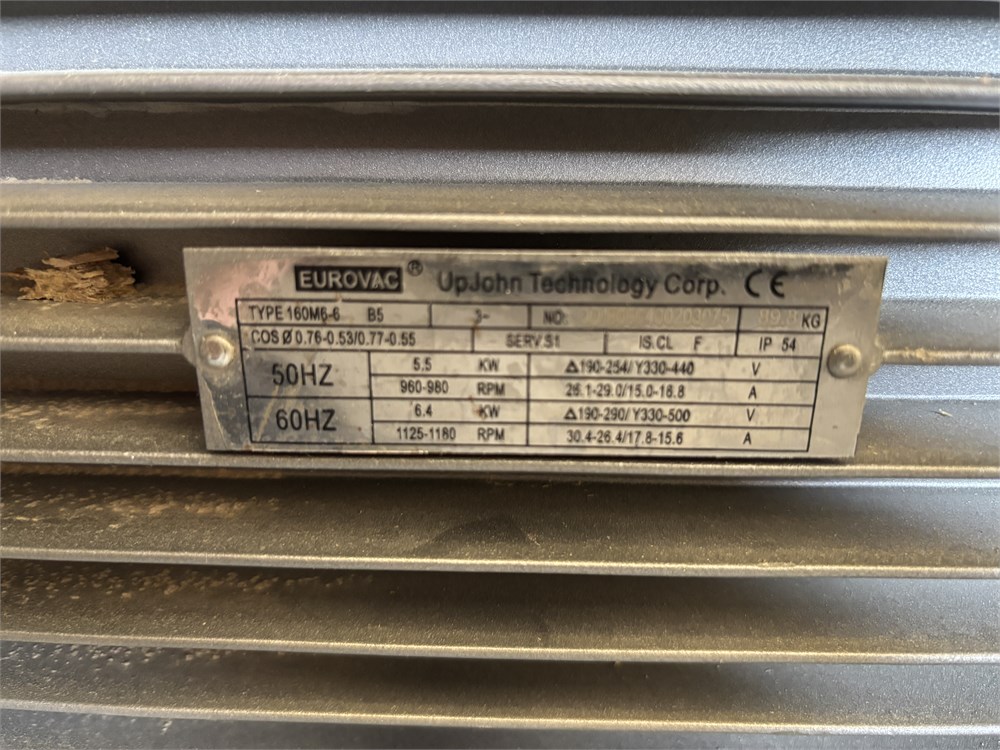 EUROVAC® UpJohn Technology Corp. CE
TYPE 160M6-6 B5 3~ NO: KG
COS Ø 0.76-0.53/0.77-0.55 SERV.S1 IS.CL F IP 54
50HZ 5.5 KW Δ190-254/Y330-440 V
960-980 RPM 26.1-29.0/15.0-16.8 A
60HZ 6.4 KW Δ190-290/Y330-500 V
1125-1180 RPM 30.4-26.4/17.8-15.6 A